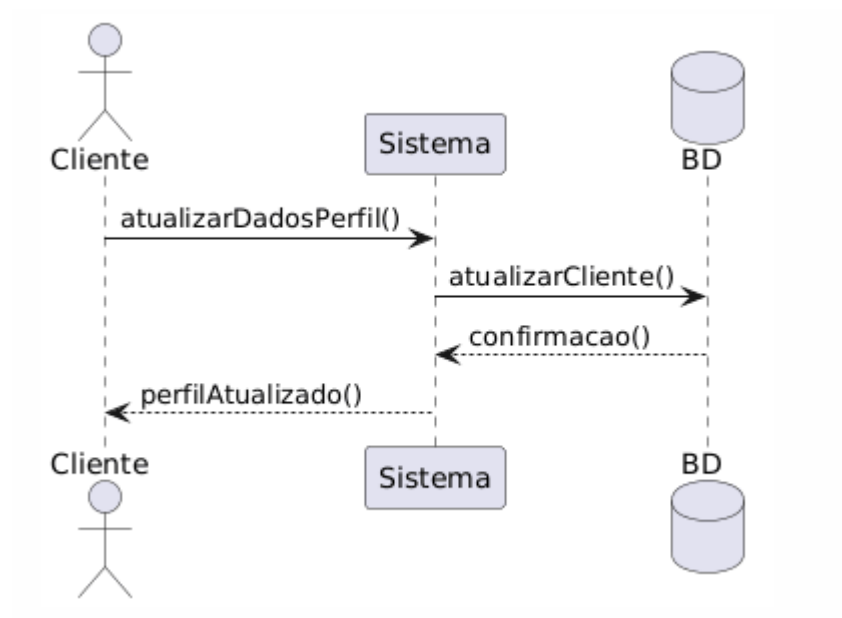 Cliente
Sistema
BD
atualizarDadosPerfil()
atualizarCliente()
confirmacao()
perfilAtualizado()
Cliente
Sistema
BD